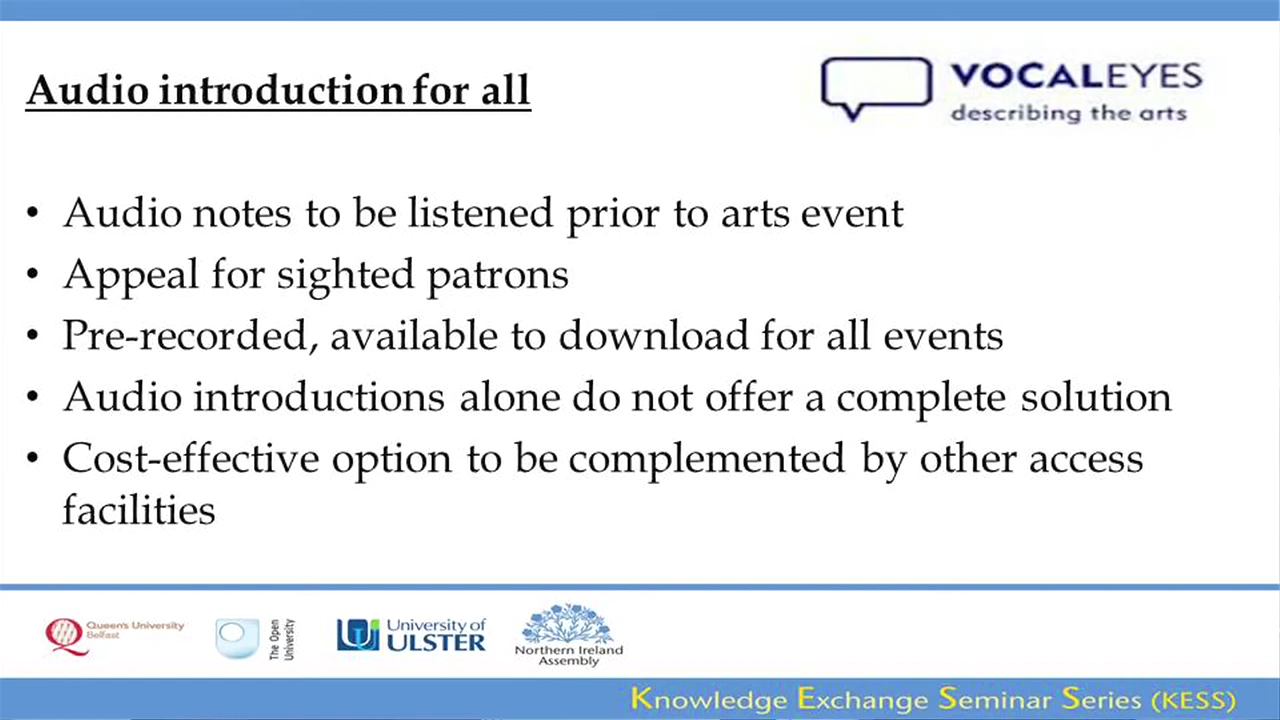 Audio introduction for all
VOCALEYES
describing the arts
• Audio notes to be listened prior to arts event
• Appeal for sighted patrons
• Pre-recorded, available to download for all events
• Audio introductions alone do not offer a complete solution
• Cost-effective option to be complemented by other access
facilities
Queen's University
Belfast
The Open
University
University of
ULSTER
Northern Ireland
Assembly
Knowledge Exchange Seminar Series (KESS)